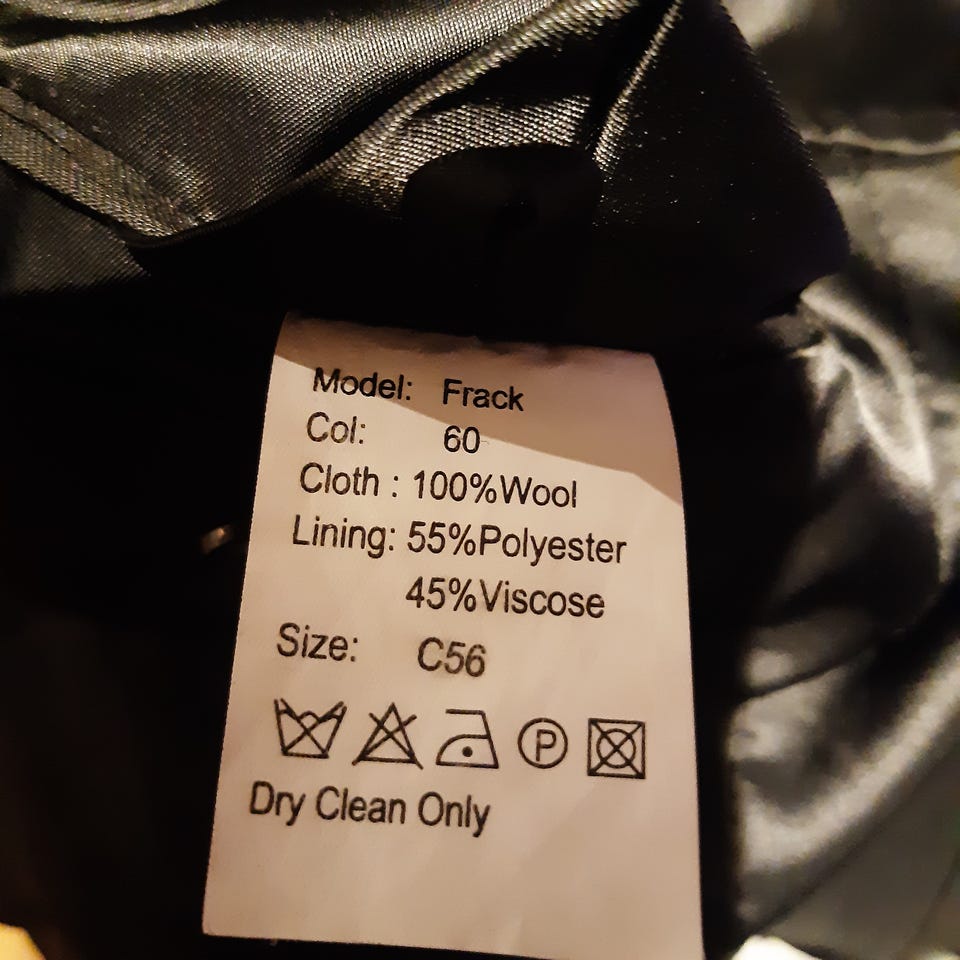 Model: Frack
Col: 60
Cloth : 100%Wool
Lining: 55%Polyester
45%Viscose
Size: C56
P
Dry Clean Only